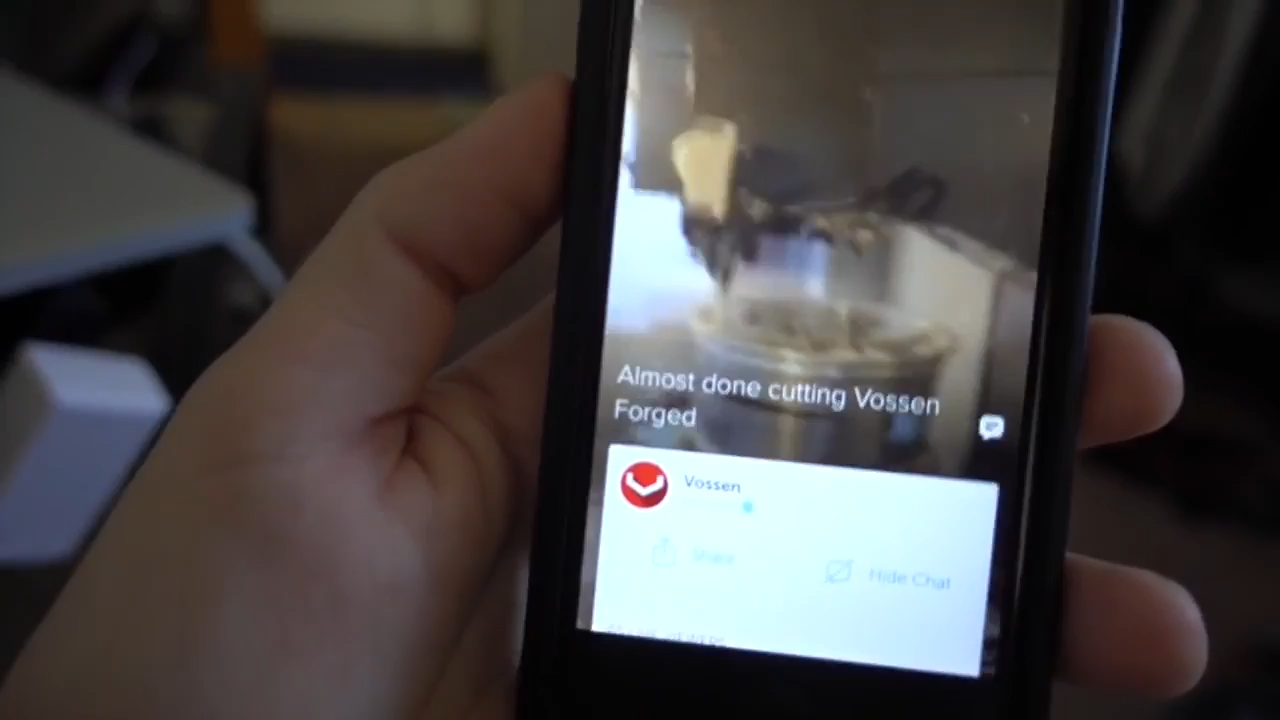 Almost done cutting Vossen
Forged
Vossen
Share
Hide Chat